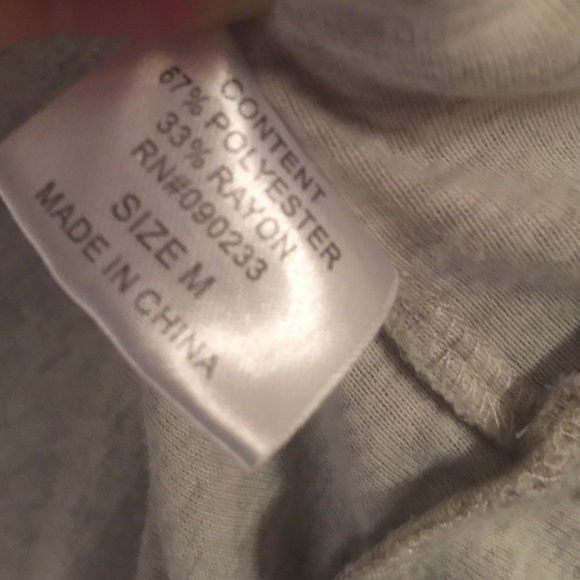 CONTENT
67% POLYESTER
33% RAYON
RN#090233
SIZE M
MADE IN CHINA